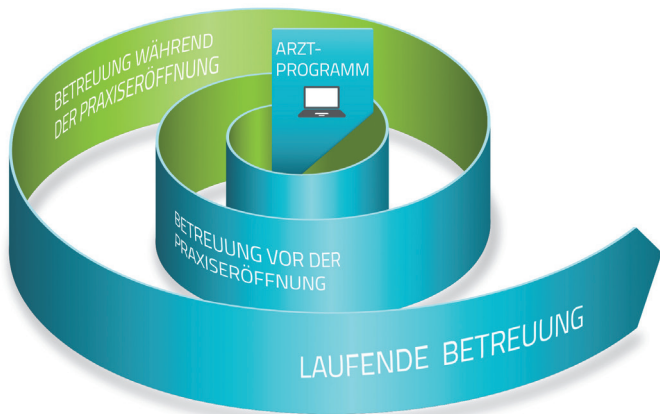 ARZT-
PROGRAMM
BETREUUNG WÄHREND
DER PRAXISERÖFFNUNG
BETREUUNG VOR DER
PRAXISERÖFFNUNG
LAUFENDE BETREUUNG